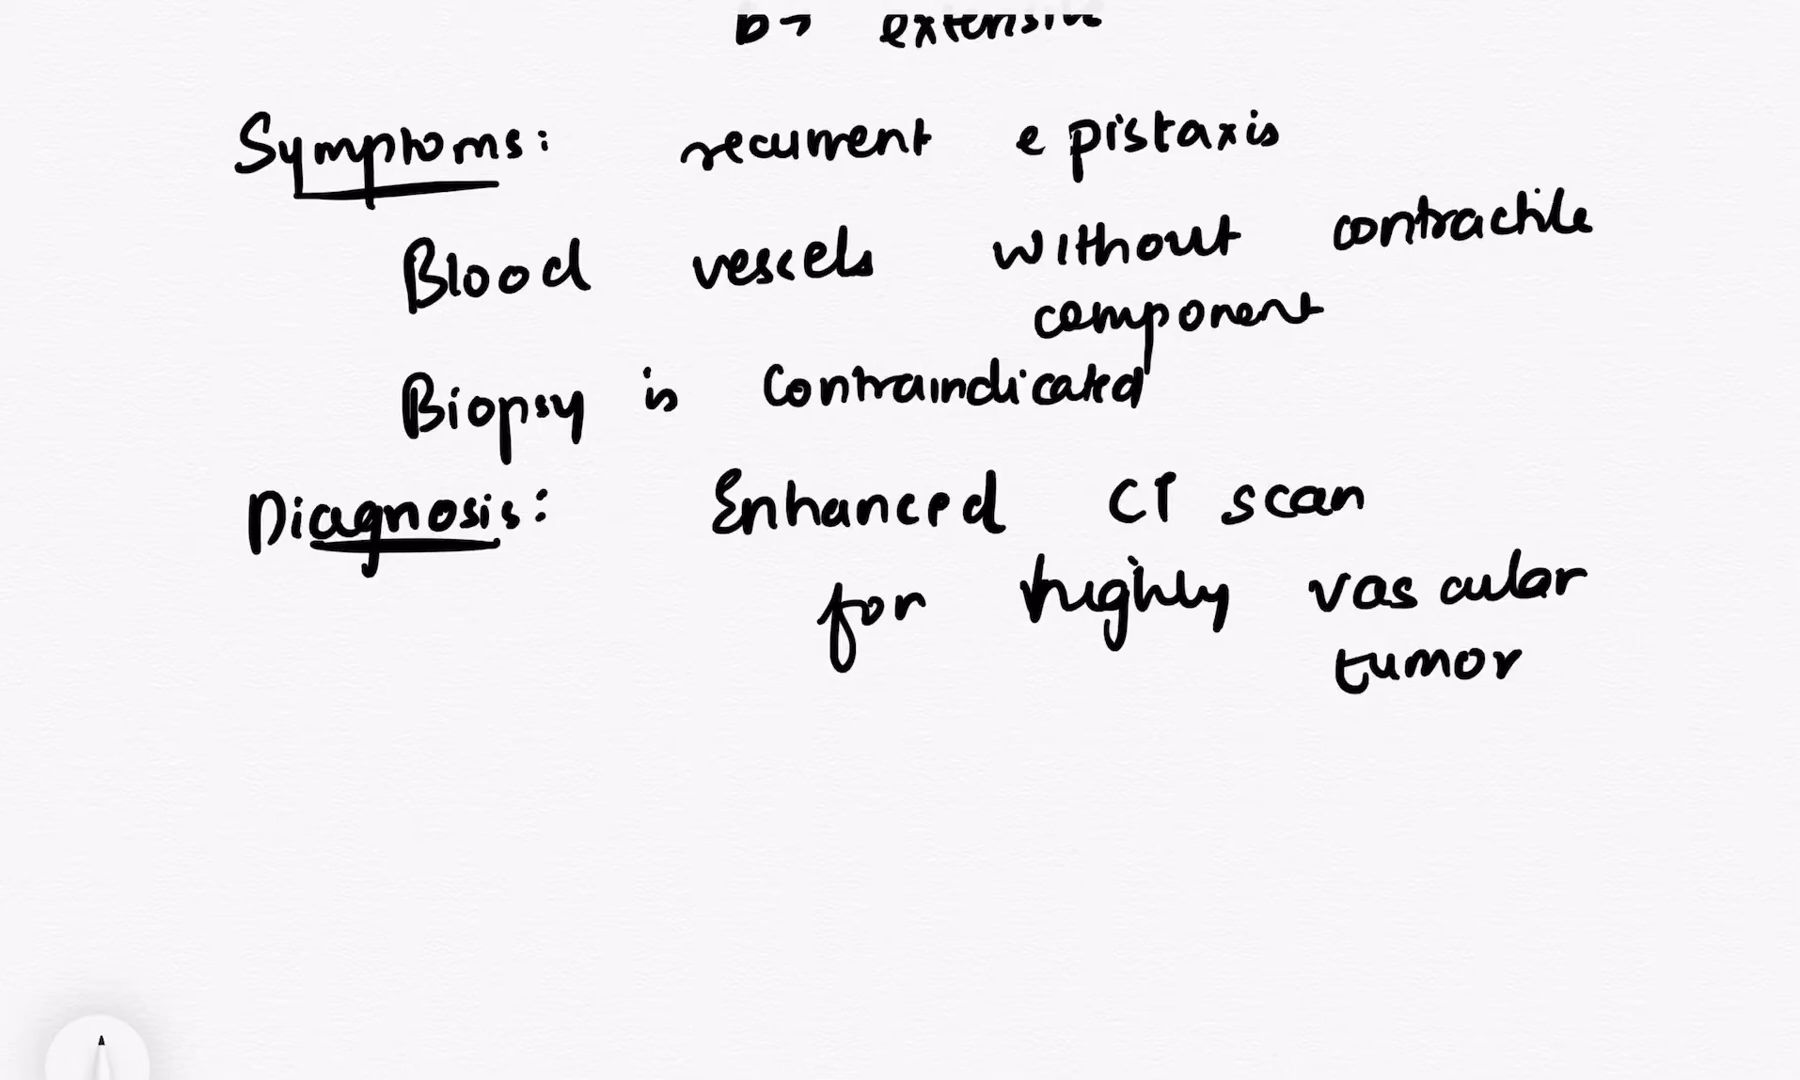 b→ extensive
Symptoms: recurrent epistaxis
Blood vessels without contractile
component
Biopsy is contraindicated
Diagnosis: Enhanced CT scan
for highly vascular
tumor